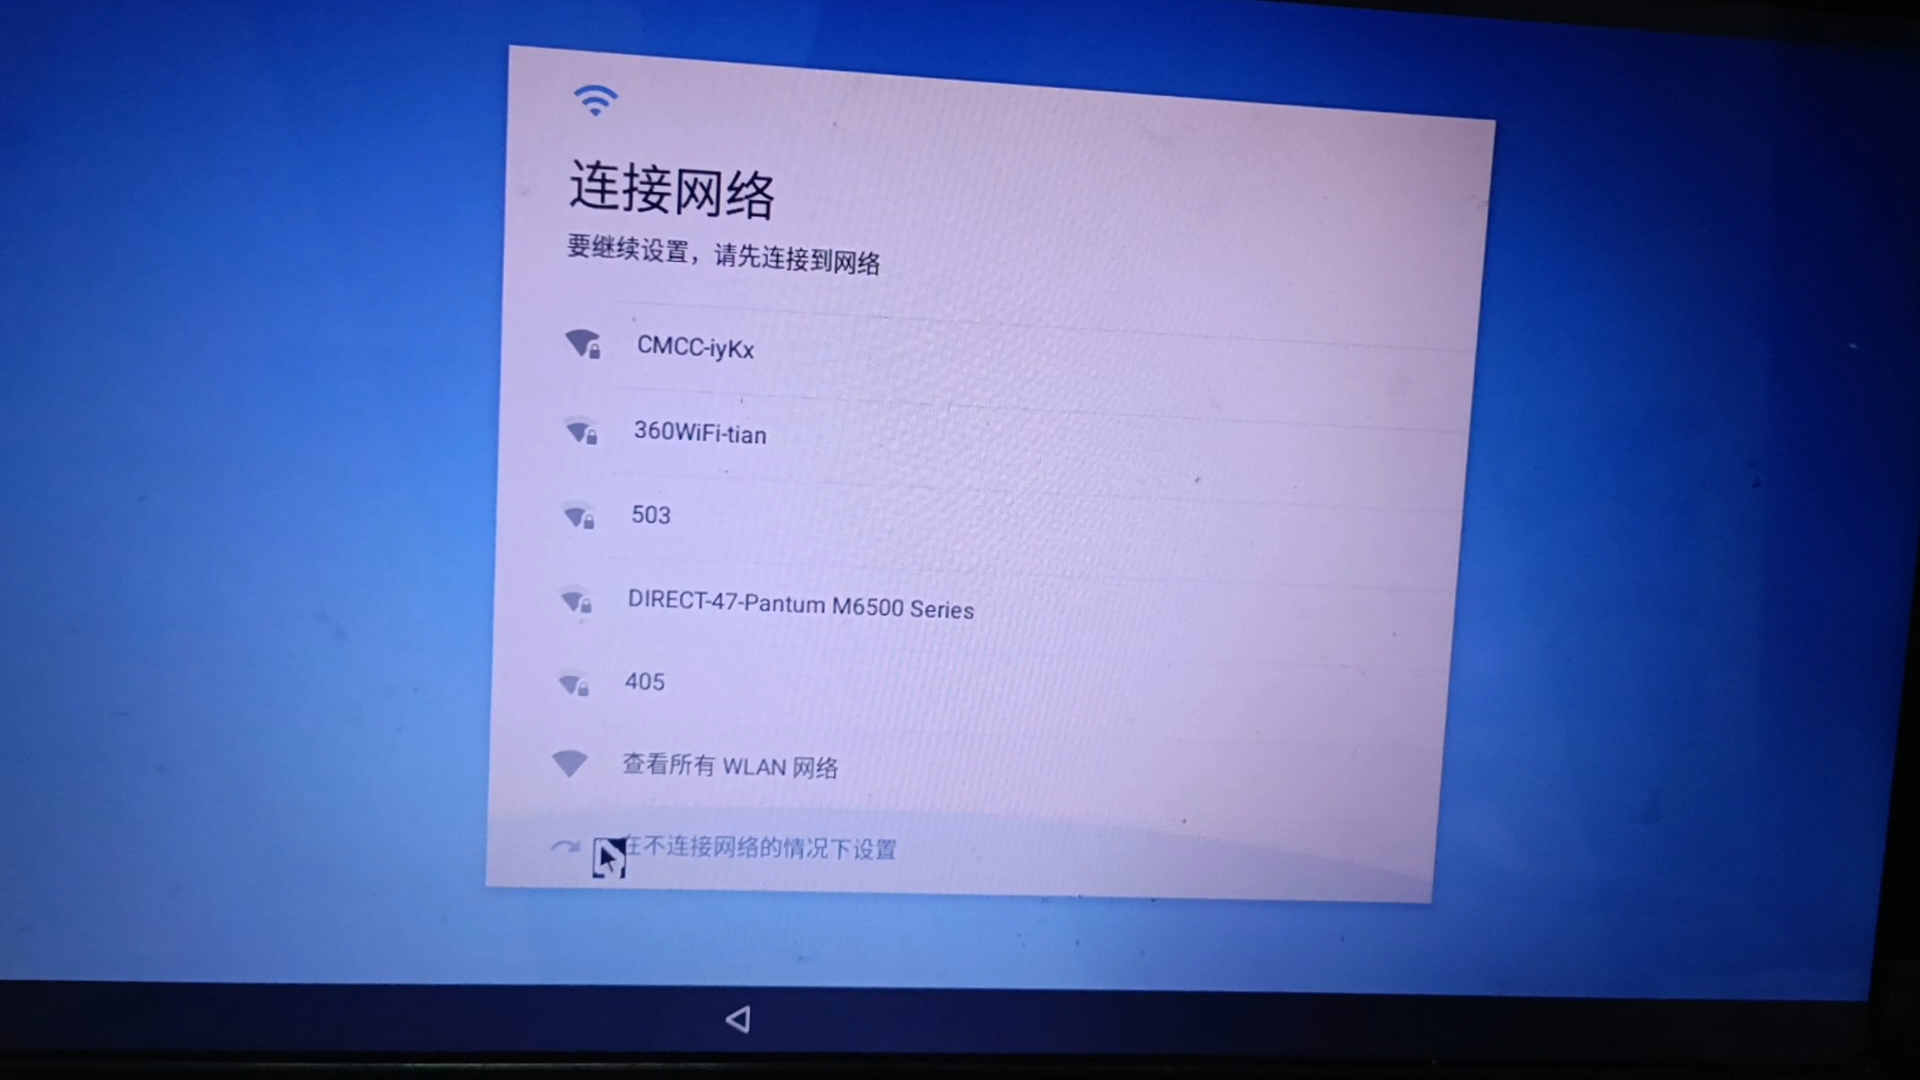 连接网络
要继续设置，请先连接到网络
CMCC-iyKx
360WiFi-tian
503
DIRECT-47-Pantum M6500 Series
405
查看所有 WLAN 网络
在不连接网络的情况下设置